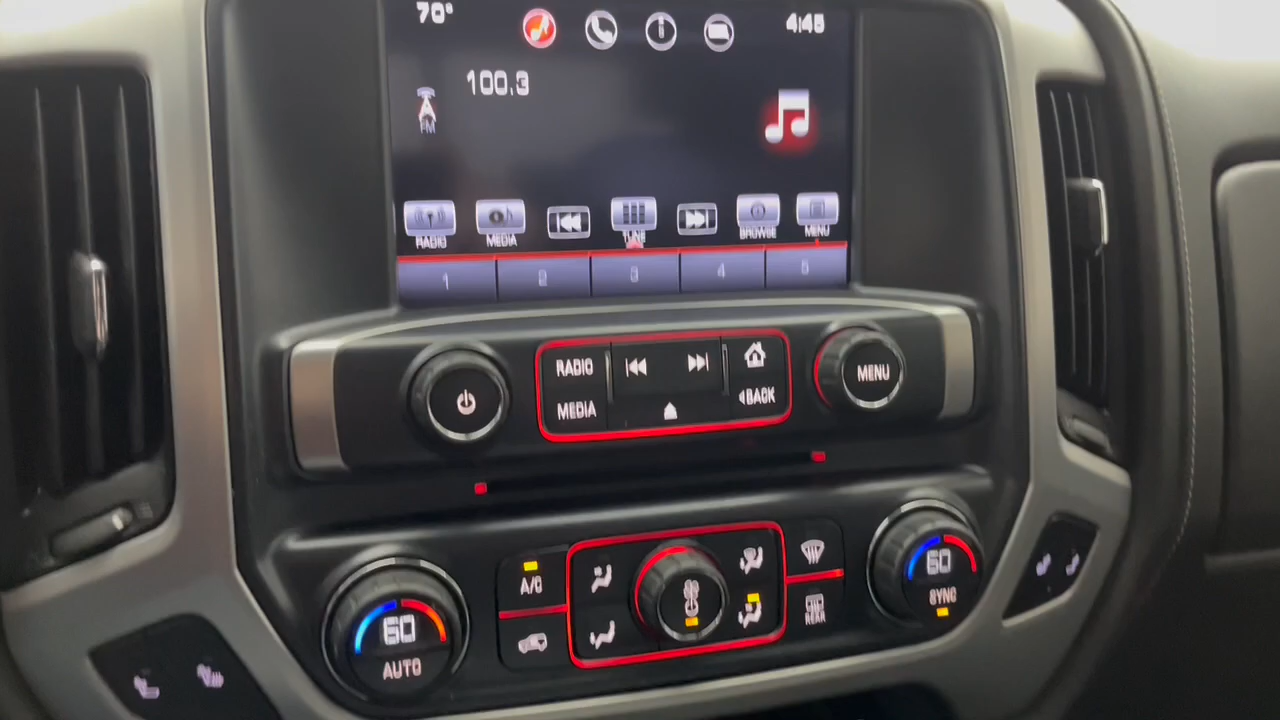 70°
4:45
100.3
FM
RADIO
MEDIA
TUNE
BROWSE
MENU
1 2 3 4 5
RADIO
MEDIA
BACK
MENU
A/C
60
AUTO
REAR
60
SYNC